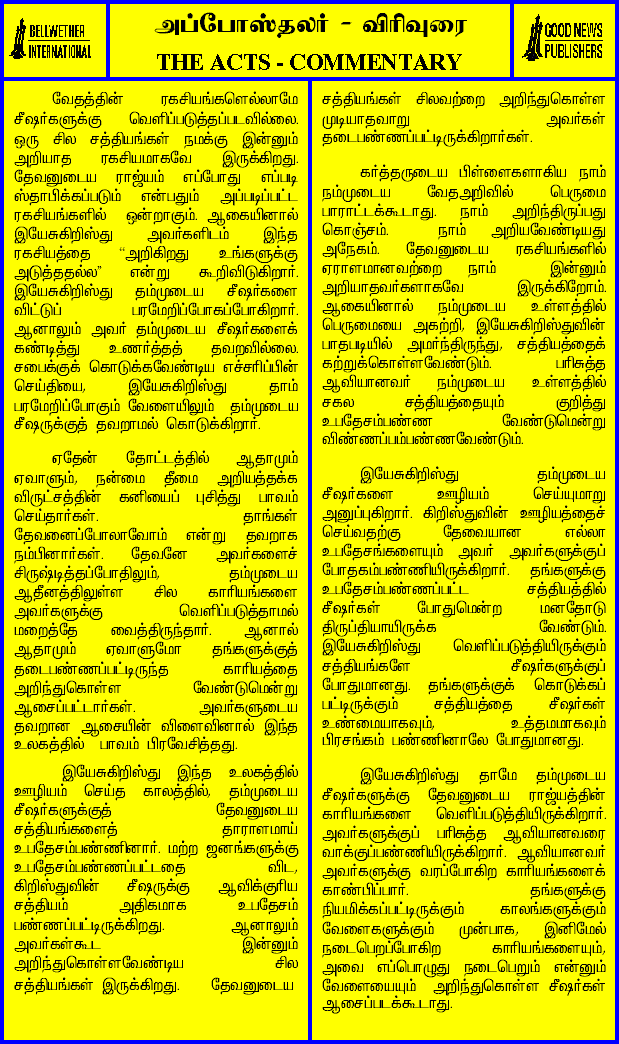 BELLWETHER
INTERNATIONAL
அப்போஸ்தலர் - விரிவுரை
THE ACTS - COMMENTARY
GOOD NEWS
PUBLISHERS
வேதத்தின் ரகசியங்களெல்லாமே
சீஷர்களுக்கு வெளிப்படுத்தப்படவில்லை.
ஒரு சில சத்தியங்கள் நமக்கு இன்னும்
அறியாத ரகசியமாகவே இருக்கிறது.
தேவனுடைய ராஜ்யம் எப்போது எப்படி
ஸ்தாபிக்கப்படும் என்பதும் அப்படிப்பட்ட
ரகசியங்களில் ஒன்றாகும். ஆகையினால்
இயேசுகிறிஸ்து அவர்களிடம் இந்த
ரகசியத்தை “அறிகிறது உங்களுக்கு
அடுத்ததல்ல” என்று கூறிவிடுகிறார்.
இயேசுகிறிஸ்து தம்முடைய சீஷர்களை
விட்டுப் பரமேறிப்போகப்போகிறார்.
ஆனாலும் அவர் தம்முடைய சீஷர்களைக்
கண்டித்து உணர்த்தத் தவறவில்லை.
சபைக்குக் கொடுக்கவேண்டிய எச்சரிப்பின்
செய்தியை, இயேசுகிறிஸ்து தாம்
பரமேறிப்போகும் வேளையிலும் தம்முடைய
சீஷருக்குத் தவறாமல் கொடுக்கிறார்.
ஏதேன் தோட்டத்தில் ஆதாமும்
ஏவாளும், நன்மை தீமை அறியத்தக்க
விருட்சத்தின் கனியைப் புசித்து பாவம்
செய்தார்கள். தாங்கள்
தேவனைப்போலாவோம் என்று தவறாக
நம்பினார்கள். தேவனே அவர்களைச்
சிருஷ்டித்தப்போதிலும், தம்முடைய
ஆதீனத்திலுள்ள சில காரியங்களை
அவர்களுக்கு வெளிப்படுத்தாமல்
மறைத்தே வைத்திருந்தார். ஆனால்
ஆதாமும் ஏவாளுமோ தங்களுக்குத்
தடைபண்ணப்பட்டிருந்த காரியத்தை
அறிந்துகொள்ள வேண்டுமென்று
ஆசைப்பட்டார்கள். அவர்களுடைய
தவறான ஆசையின் விளைவினால் இந்த
உலகத்தில் பாவம் பிரவேசித்தது.
இயேசுகிறிஸ்து இந்த உலகத்தில்
ஊழியம் செய்த காலத்தில், தம்முடைய
சீஷர்களுக்குத் தேவனுடைய
சத்தியங்களைத் தாராளமாய்
உபதேசம்பண்ணினார். மற்ற ஜனங்களுக்கு
உபதேசம்பண்ணப்பட்டதை விட,
கிறிஸ்துவின் சீஷருக்கு ஆவிக்குரிய
சத்தியம் அதிகமாக உபதேசம்
பண்ணப்பட்டிருக்கிறது. ஆனாலும்
அவர்கள்கூட இன்னும்
அறிந்துகொள்ளவேண்டிய சில
சத்தியங்கள் இருக்கிறது. தேவனுடைய
சத்தியங்கள் சிலவற்றை அறிந்துகொள்ள
முடியாதவாறு அவர்கள்
தடைபண்ணப்பட்டிருக்கிறார்கள்.
கர்த்தருடைய பிள்ளைகளாகிய நாம்
நம்முடைய வேதஅறிவில் பெருமை
பாராட்டக்கூடாது. நாம் அறிந்திருப்பது
கொஞ்சம். நாம் அறியவேண்டியது
அநேகம். தேவனுடைய ரகசியங்களில்
ஏராளமானவற்றை நாம் இன்னும்
அறியாதவர்களாகவே இருக்கிறோம்.
ஆகையினால் நம்முடைய உள்ளத்தில்
பெருமையை அகற்றி, இயேசுகிறிஸ்துவின்
பாதபடியில் அமர்ந்திருந்து, சத்தியத்தைக்
கற்றுக்கொள்ளவேண்டும். பரிசுத்த
ஆவியானவர் நம்முடைய உள்ளத்தில்
சகல சத்தியத்தையும் குறித்து
உபதேசம்பண்ண வேண்டுமென்று
விண்ணப்பம்பண்ணவேண்டும்.
இயேசுகிறிஸ்து தம்முடைய
சீஷர்களை ஊழியம் செய்யுமாறு
அனுப்புகிறார். கிறிஸ்துவின் ஊழியத்தைச்
செய்வதற்கு தேவையான எல்லா
உபதேசங்களையும் அவர் அவர்களுக்குப்
போதகம்பண்ணியிருக்கிறார். தங்களுக்கு
உபதேசம்பண்ணப்பட்ட சத்தியத்தில்
சீஷர்கள் போதுமென்ற மனதோடு
திருப்தியாயிருக்க வேண்டும்.
இயேசுகிறிஸ்து வெளிப்படுத்தியிருக்கும்
சத்தியங்களே சீஷர்களுக்குப்
போதுமானது. தங்களுக்குக் கொடுக்கப்
பட்டிருக்கும் சத்தியத்தை சீஷர்கள்
உண்மையாகவும், உத்தமமாகவும்
பிரசங்கம் பண்ணினாலே போதுமானது.
இயேசுகிறிஸ்து தாமே தம்முடைய
சீஷர்களுக்கு தேவனுடைய ராஜ்யத்தின்
காரியங்களை வெளிப்படுத்தியிருக்கிறார்.
அவர்களுக்குப் பரிசுத்த ஆவியானவரை
வாக்குப்பண்ணியிருக்கிறார். ஆவியானவர்
அவர்களுக்கு வரப்போகிற காரியங்களைக்
காண்பிப்பார். தங்களுக்கு
நியமிக்கப்பட்டிருக்கும் காலங்களுக்கும்
வேளைகளுக்கும் முன்பாக, இனிமேல்
நடைபெறப்போகிற காரியங்களையும்,
அவை எப்பொழுது நடைபெறும் என்னும்
வேளையையும் அறிந்துகொள்ள சீஷர்கள்
ஆசைப்படக்கூடாது.